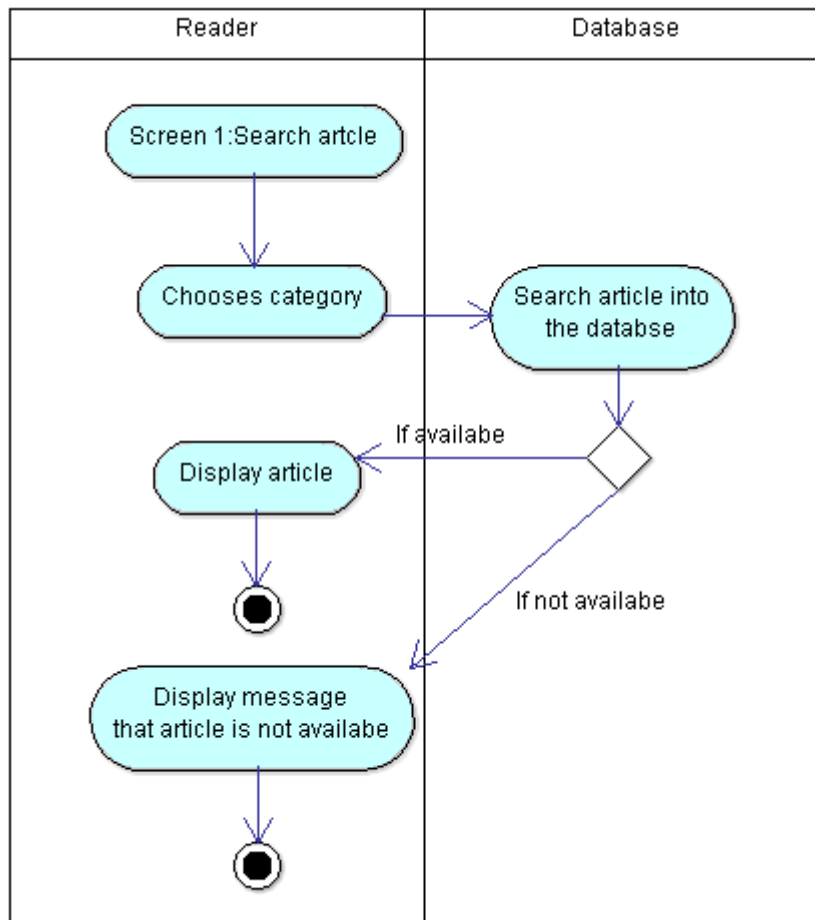 Reader
Database
Screen 1:Search artcle
Chooses category
Search article into
the databse
If availabe
Display article
If not availabe
Display message
that article is not availabe